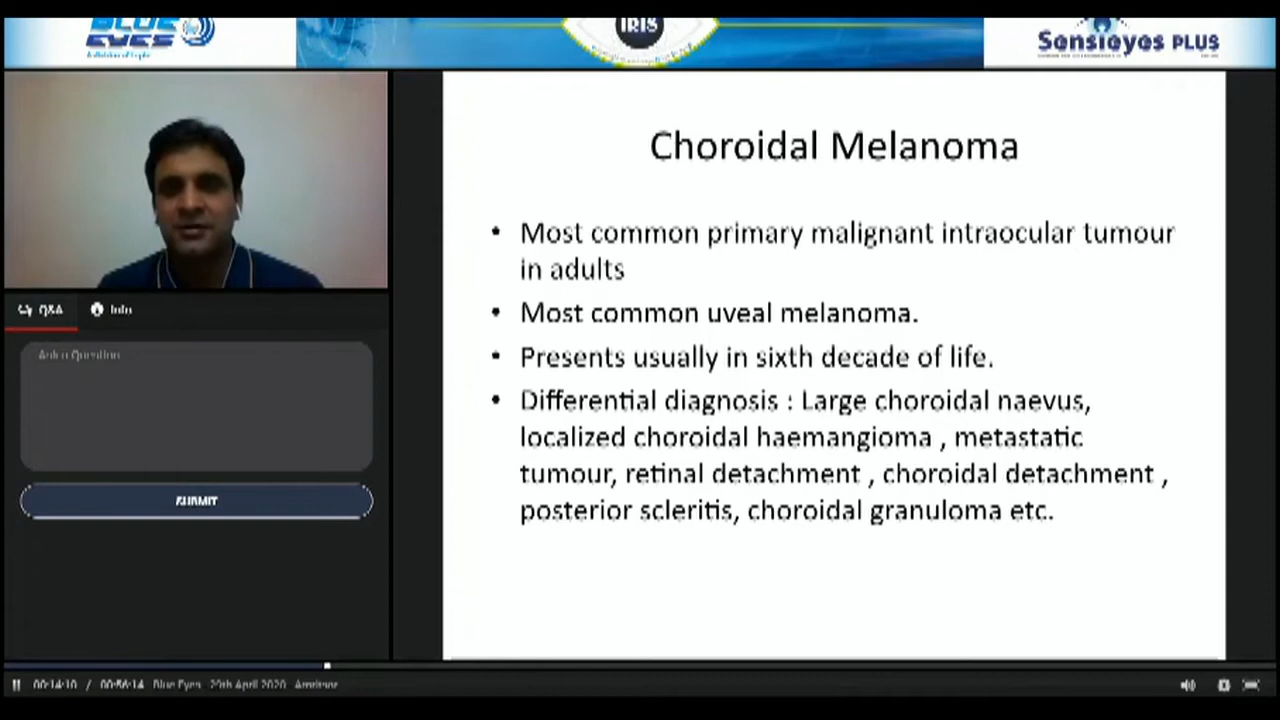 BLUE
EYES
IRIS
Sensieyes PLUS
Choroidal Melanoma
• Most common primary malignant intraocular tumour
in adults
• Most common uveal melanoma.
• Presents usually in sixth decade of life.
• Differential diagnosis : Large choroidal naevus,
localized choroidal haemangioma , metastatic
tumour, retinal detachment , choroidal detachment ,
posterior scleritis, choroidal granuloma etc.
Q&A Info
Ask a Question
SUBMIT
00:14:10 / 00:56:14 Blue Eyes 29th April 2020 Amritsar